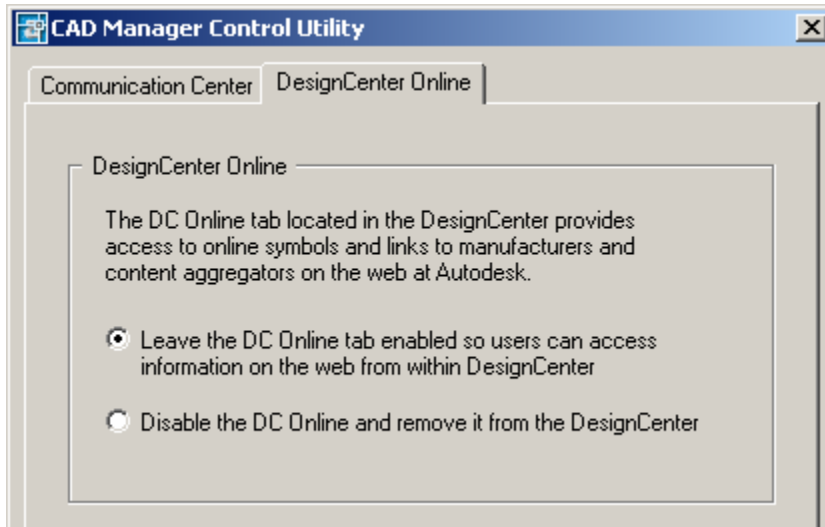 CAD Manager Control Utility
Communication Center
DesignCenter Online
DesignCenter Online
The DC Online tab located in the DesignCenter provides
access to online symbols and links to manufacturers and
content aggregators on the web at Autodesk.
Leave the DC Online tab enabled so users can access
information on the web from within DesignCenter
Disable the DC Online and remove it from the DesignCenter